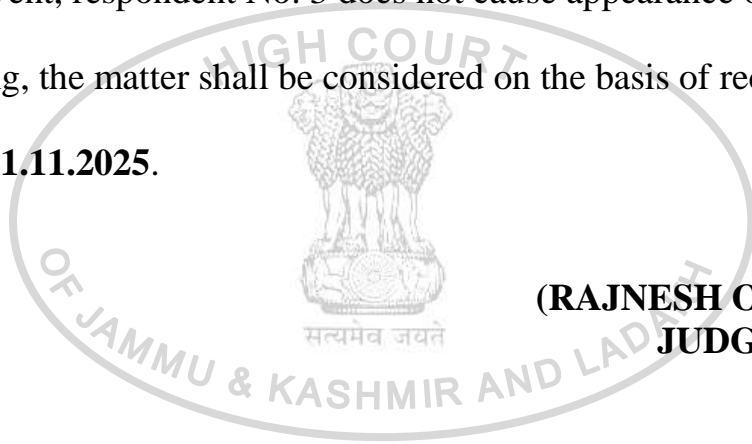 ent, respondent No. 3 does not cause appearance o
HIGH COURT
g, the matter shall be considered on the basis of rec
1.11.2025.
(RAJNESH O
सत्यमेव जयते
JUDG
OF JAMMU & KASHMIR AND LADAKH